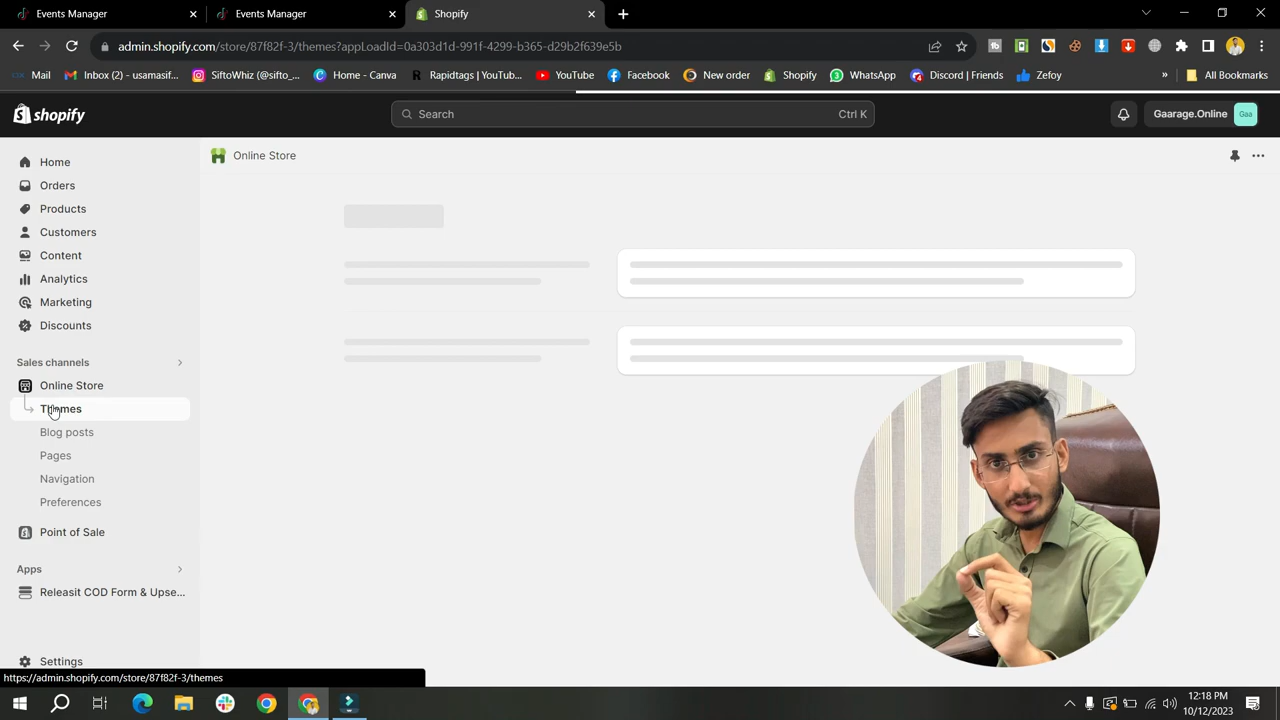 Events Manager
Events Manager
Shopify
admin.shopify.com/store/87f82f-3/themes?appLoadId=0a303d1d-991f-4299-b365-d29b2f639e5b
Mail
Inbox (2) - usamasif...
SiftoWhiz (@sifto_...
Home - Canva
Rapidtags | YouTub...
YouTube
Facebook
New order
Shopify
WhatsApp
Discord | Friends
Zefoy
»
All Bookmarks
shopify
Search
Ctrl K
Gaarage.Online
Gaa
Home
Orders
Products
Customers
Content
Analytics
Marketing
Discounts
Sales channels
Online Store
Themes
Blog posts
Pages
Navigation
Preferences
Point of Sale
Apps
Releasit COD Form & Upse...
Settings
Online Store
https://admin.shopify.com/store/87f82f-3/themes
12:18 PM
10/12/2023